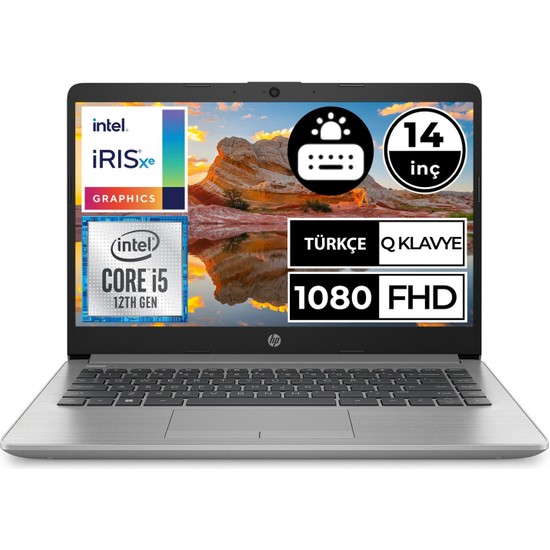 intel
iRISxe
GRAPHICS
intel
CORE i5
12TH GEN
14
inç
TÜRKÇE
Q KLAVYE
1080
FHD
hp